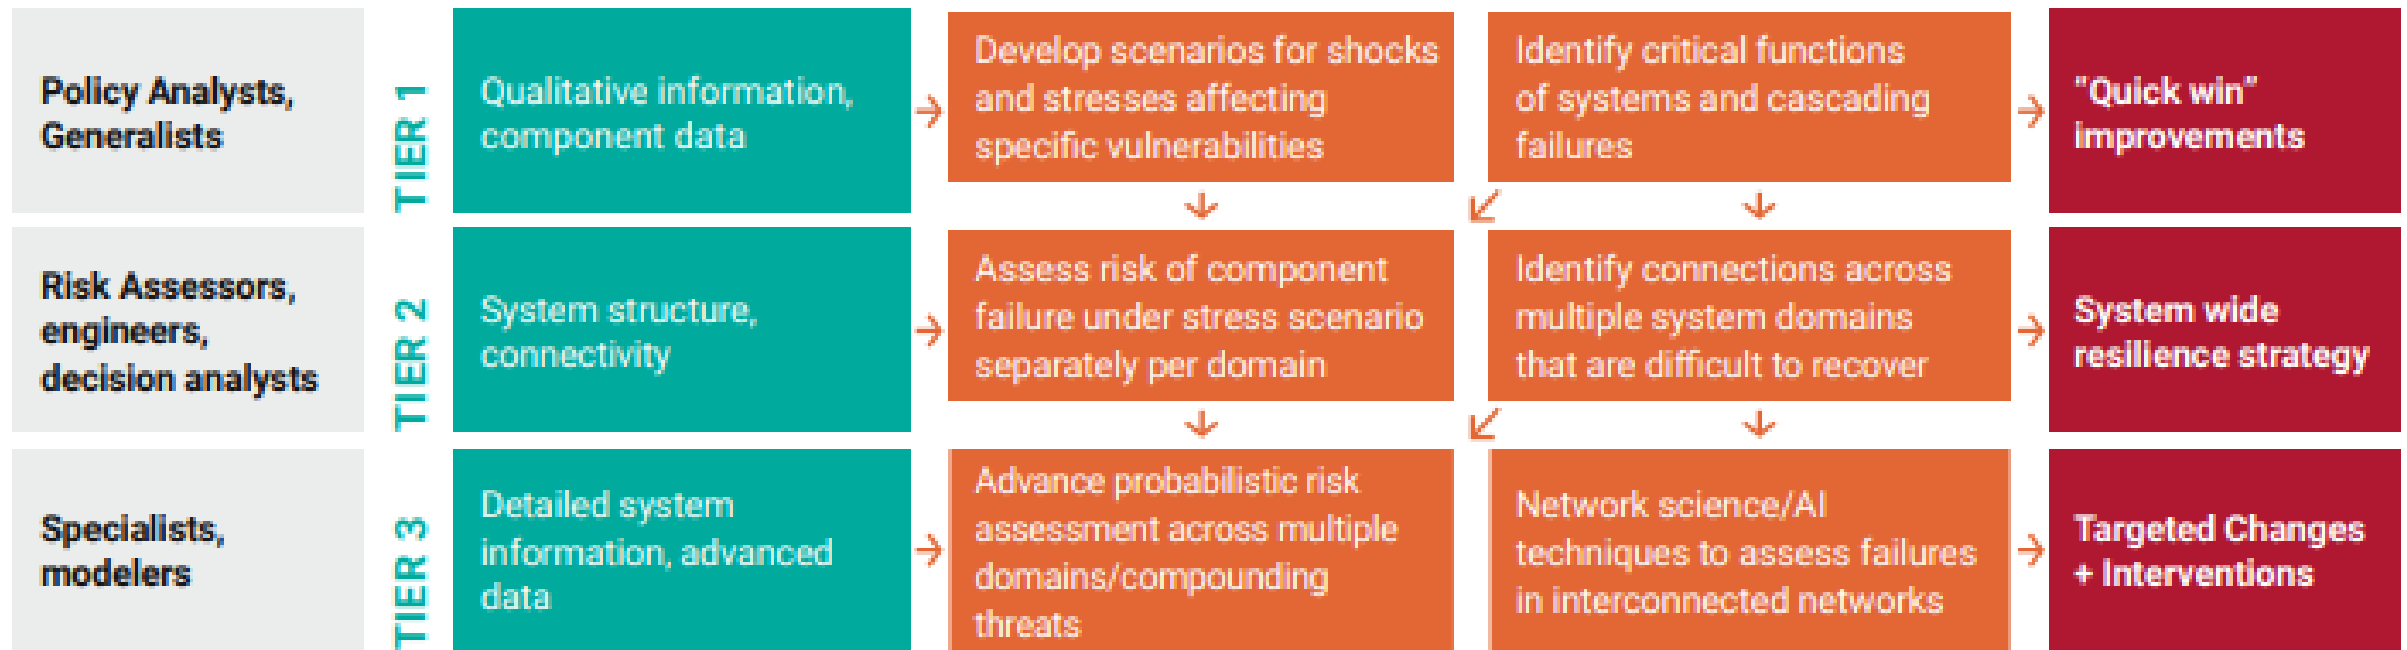 Policy Analysts,
Generalists
TIER 1
Qualitative information,
component data
Develop scenarios for shocks
and stresses affecting
specific vulnerabilities
Identify critical functions
of systems and cascading
failures
“Quick win”
improvements
Risk Assessors,
engineers,
decision analysts
TIER 2
System structure,
connectivity
Assess risk of component
failure under stress scenario
separately per domain
Identify connections across
multiple system domains
that are difficult to recover
System wide
resilience strategy
Specialists,
modelers
TIER 3
Detailed system
information, advanced
data
Advance probabilistic risk
assessment across multiple
domains/compounding
threats
Network science/AI
techniques to assess failures
in interconnected networks
Targeted Changes
+ Interventions